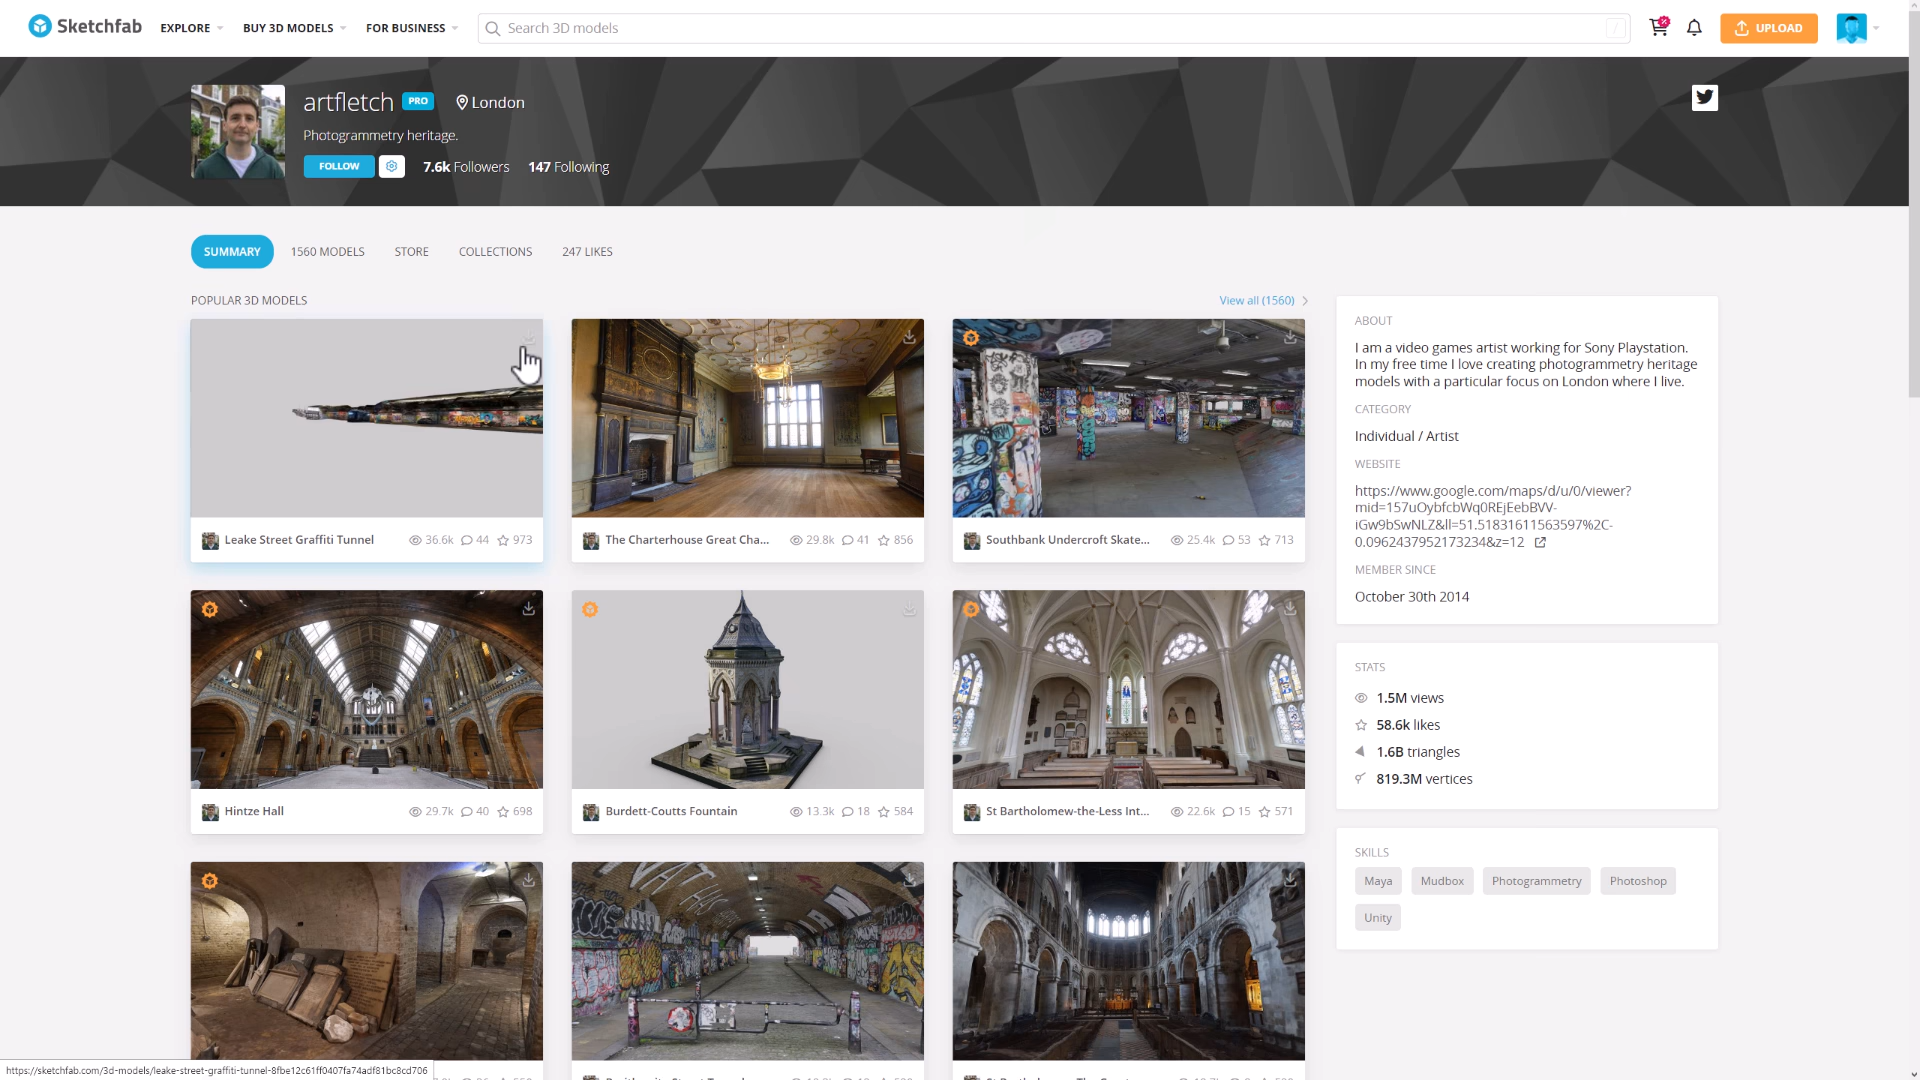 Sketchfab EXPLORE BUY 3D MODELS FOR BUSINESS Search 3D models / UPLOAD
artfletch PRO London
Photogrammetry heritage.
FOLLOW 7.6k Followers 147 Following
SUMMARY 1560 MODELS STORE COLLECTIONS 247 LIKES
POPULAR 3D MODELS View all (1560)
Leake Street Graffiti Tunnel 36.6k 44 973
The Charterhouse Great Cha... 29.8k 41 856
Southbank Undercroft Skate... 25.4k 53 713
Hintze Hall 29.7k 40 698
Burdett-Coutts Fountain 13.3k 18 584
St Bartholomew-the-Less Int... 22.6k 15 571
ABOUT
I am a video games artist working for Sony Playstation.
In my free time I love creating photogrammetry heritage
models with a particular focus on London where I live.
CATEGORY
Individual / Artist
WEBSITE
https://www.google.com/maps/d/u/0/viewer?
mid=157uOybfcbWq0REjEebBVV-
iGw9bSwNLZ&ll=51.51831611563597%2C-
0.0962437952173234&z=12
MEMBER SINCE
October 30th 2014
STATS
1.5M views
58.6k likes
1.6B triangles
819.3M vertices
SKILLS
Maya Mudbox Photogrammetry Photoshop
Unity
https://sketchfab.com/3d-models/leake-street-graffiti-tunnel-8fbe12c61ff0407fa74adf81bc8cd706